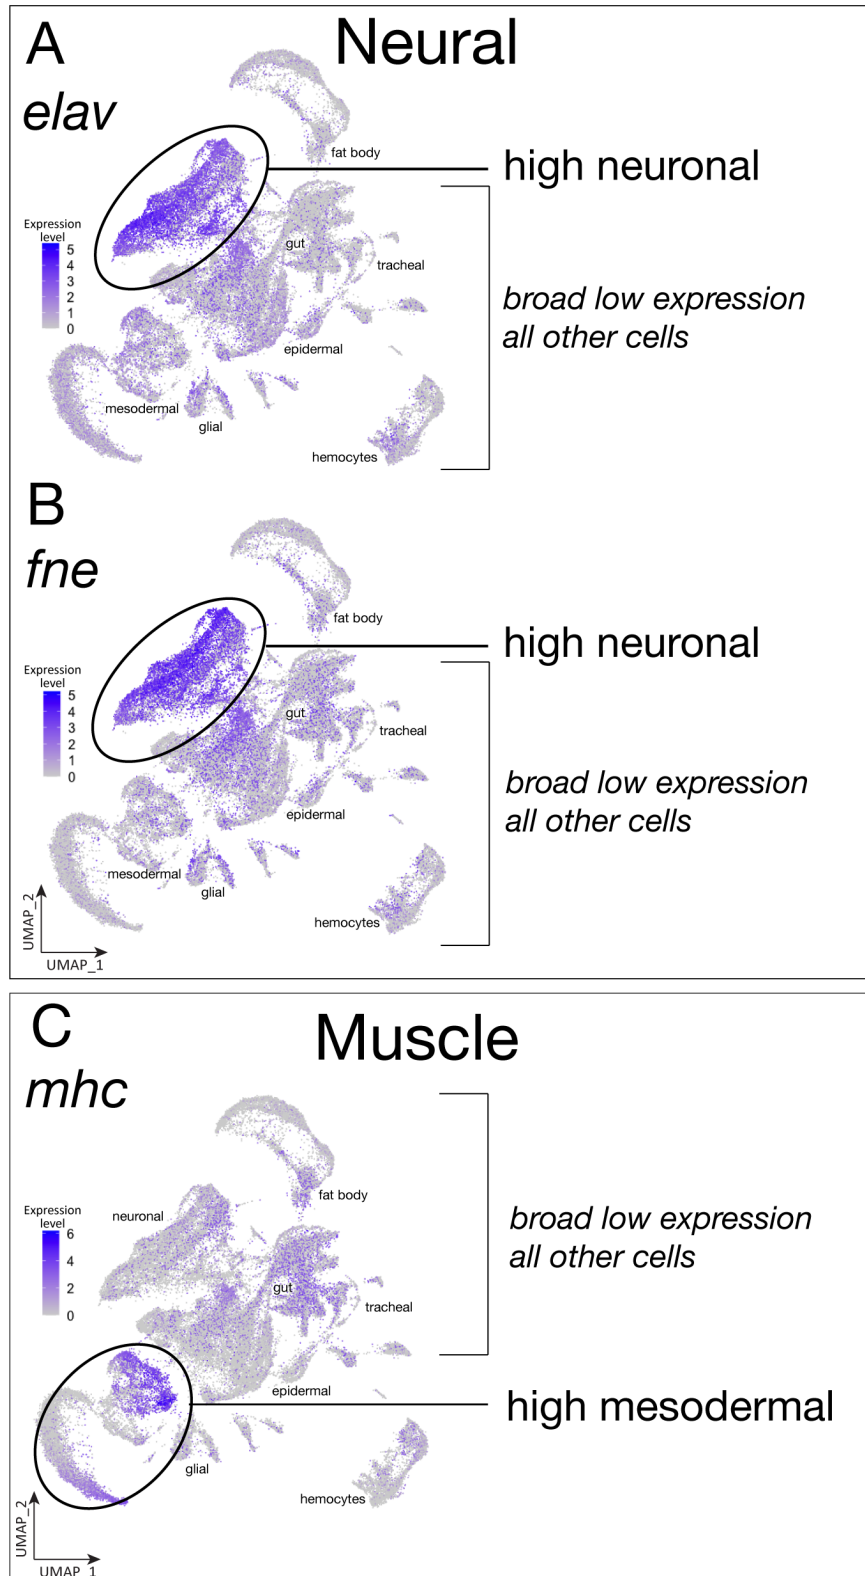 A
Neural
elav
fat body
high neuronal
Expression
level
5
4
3
2
1
0
gut
tracheal
broad low expression
all other cells
epidermal
mesodermal
glial
hemocytes
B
fne
fat body
high neuronal
Expression
level
5
4
3
2
1
0
gut
tracheal
broad low expression
all other cells
epidermal
mesodermal
glial
hemocytes
UMAP_2
UMAP_1
C
Muscle
mhc
fat body
neuronal
Expression
level
6
4
2
0
broad low expression
all other cells
gut
tracheal
epidermal
high mesodermal
glial
hemocytes
UMAP_2
UMAP_1